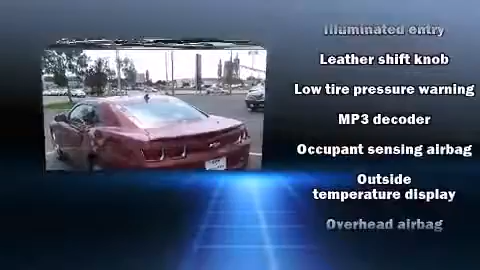 Illuminated entry
Leather shift knob
Low tire pressure warning
MP3 decoder
Occupant sensing airbag
Outside
temperature display
Overhead airbag